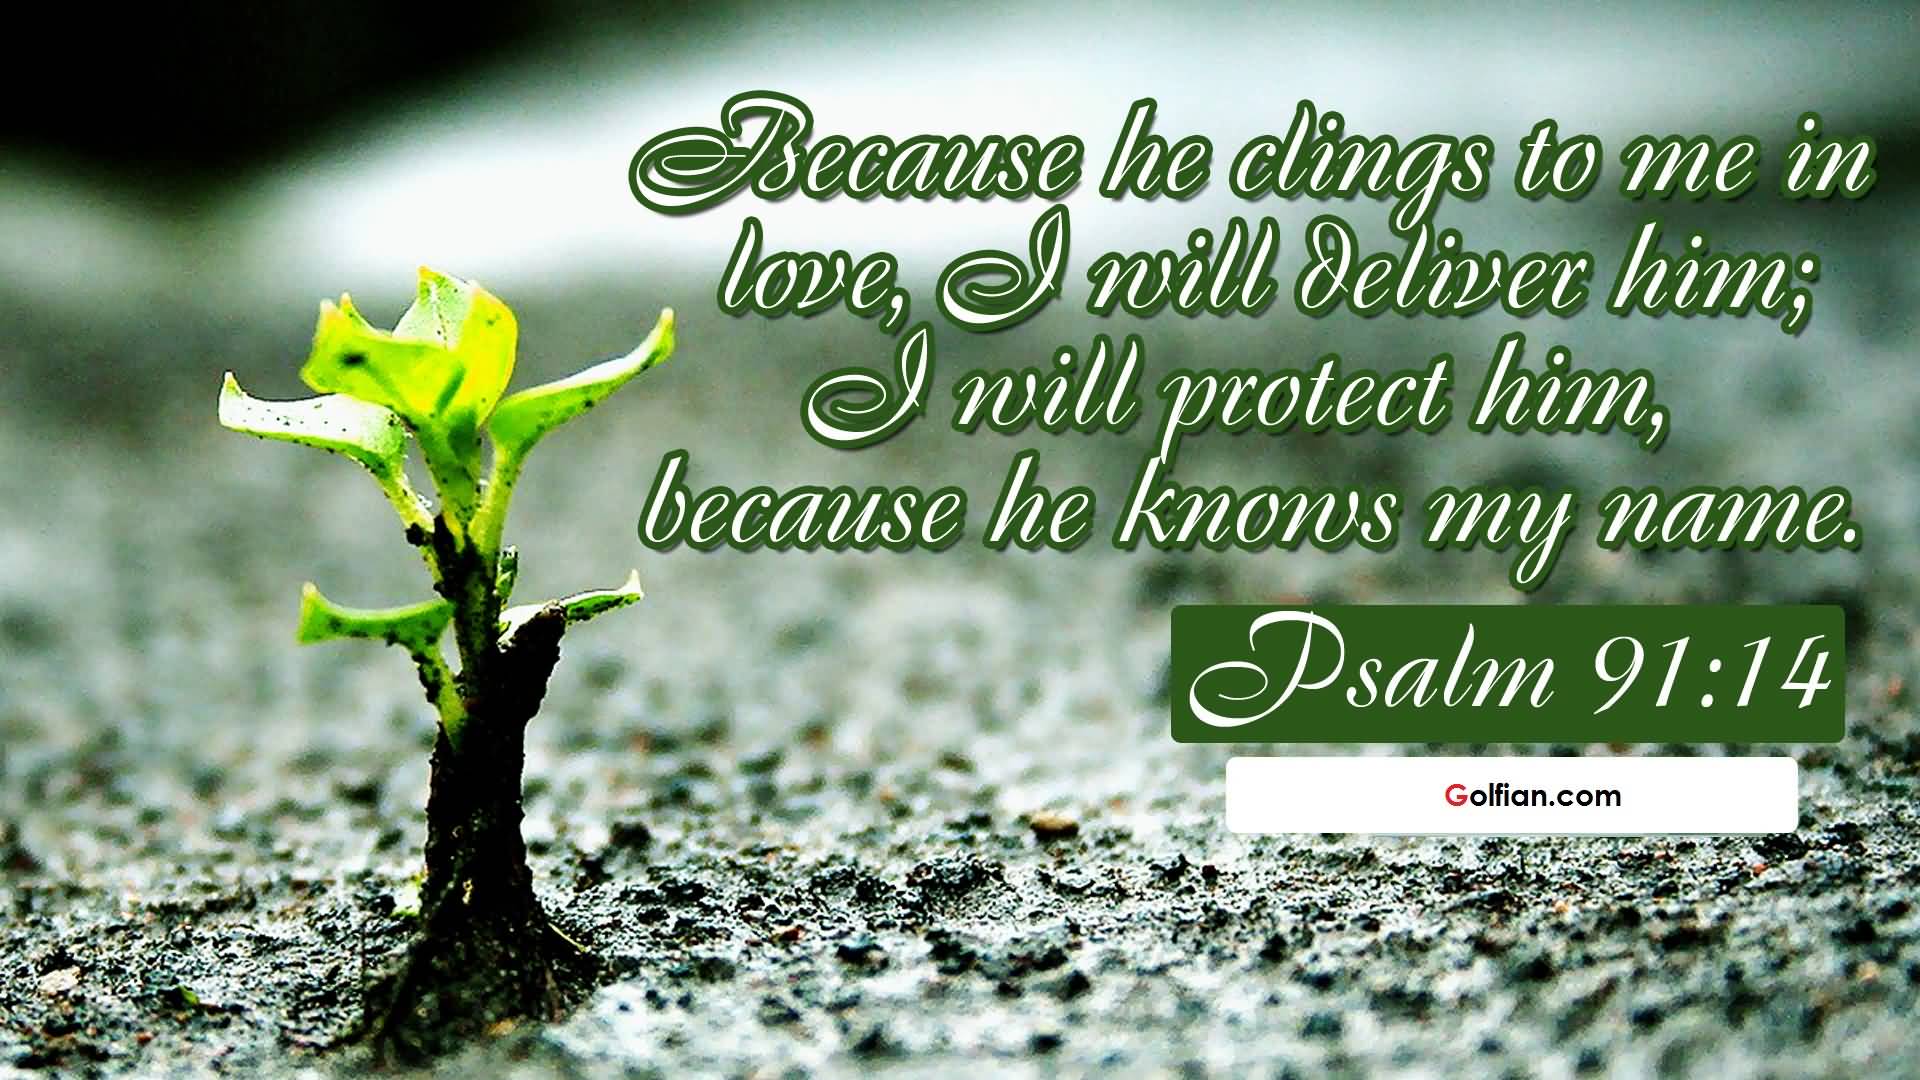 Because he clings to me in
love, I will deliver him;
I will protect him,
because he knows my name.
Psalm 91:14
Golfian.com